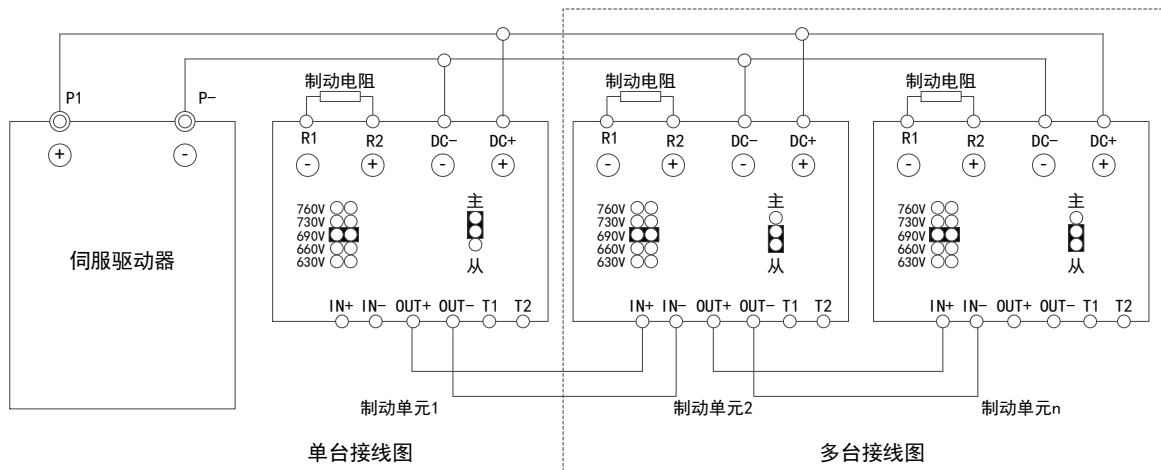 P1 P-
+ -
伺服驱动器
制动电阻
R1 R2 DC- DC+
- + - +
760V
730V
690V
660V
630V
主
从
IN+ IN- OUT+ OUT- T1 T2
制动单元1
单台接线图
制动电阻
R1 R2 DC- DC+
- + - +
760V
730V
690V
660V
630V
主
从
IN+ IN- OUT+ OUT- T1 T2
制动单元2
制动电阻
R1 R2 DC- DC+
- + - +
760V
730V
690V
660V
630V
主
从
IN+ IN- OUT+ OUT- T1 T2
制动单元n
多台接线图